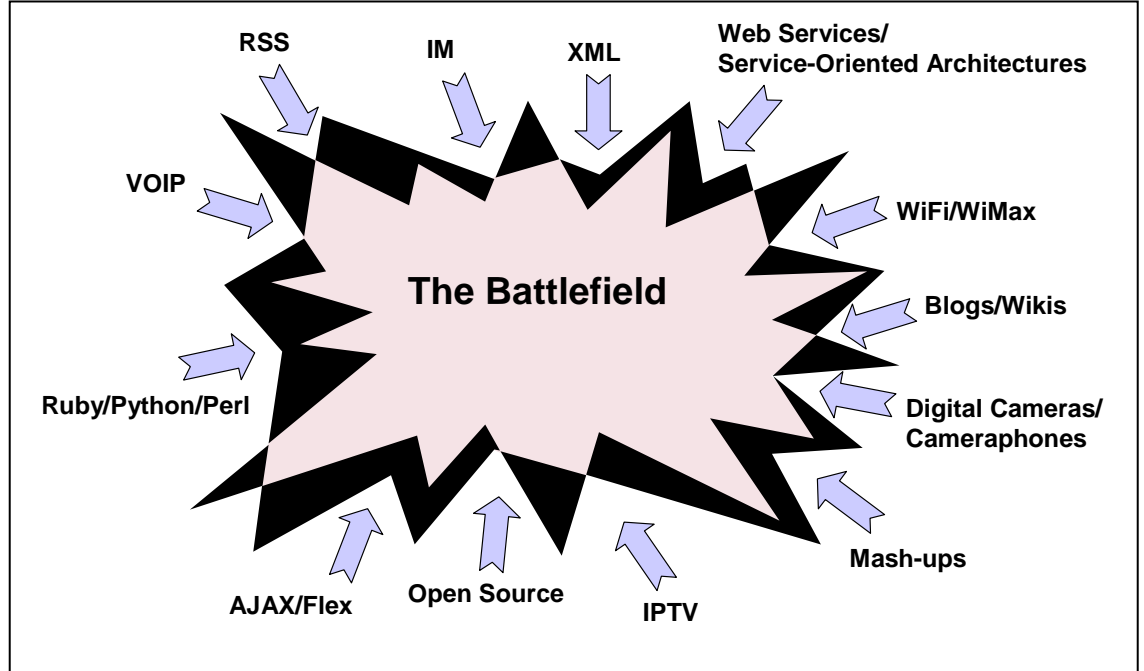 RSS
IM
XML
Web Services/
Service-Oriented Architectures
VOIP
WiFi/WiMax
The Battlefield
Blogs/Wikis
Ruby/Python/Perl
Digital Cameras/
Cameraphones
Mash-ups
AJAX/Flex
Open Source
IPTV